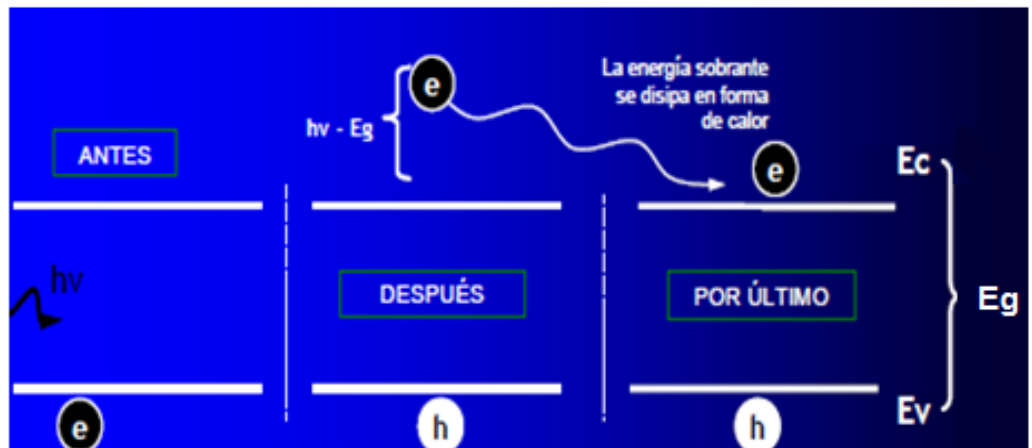 ANTES
hv
e
hv - Eg
e
DESPUÉS
h
La energía sobrante
se disipa en forma
de calor
e
POR ÚLTIMO
h
Ec
Eg
Ev